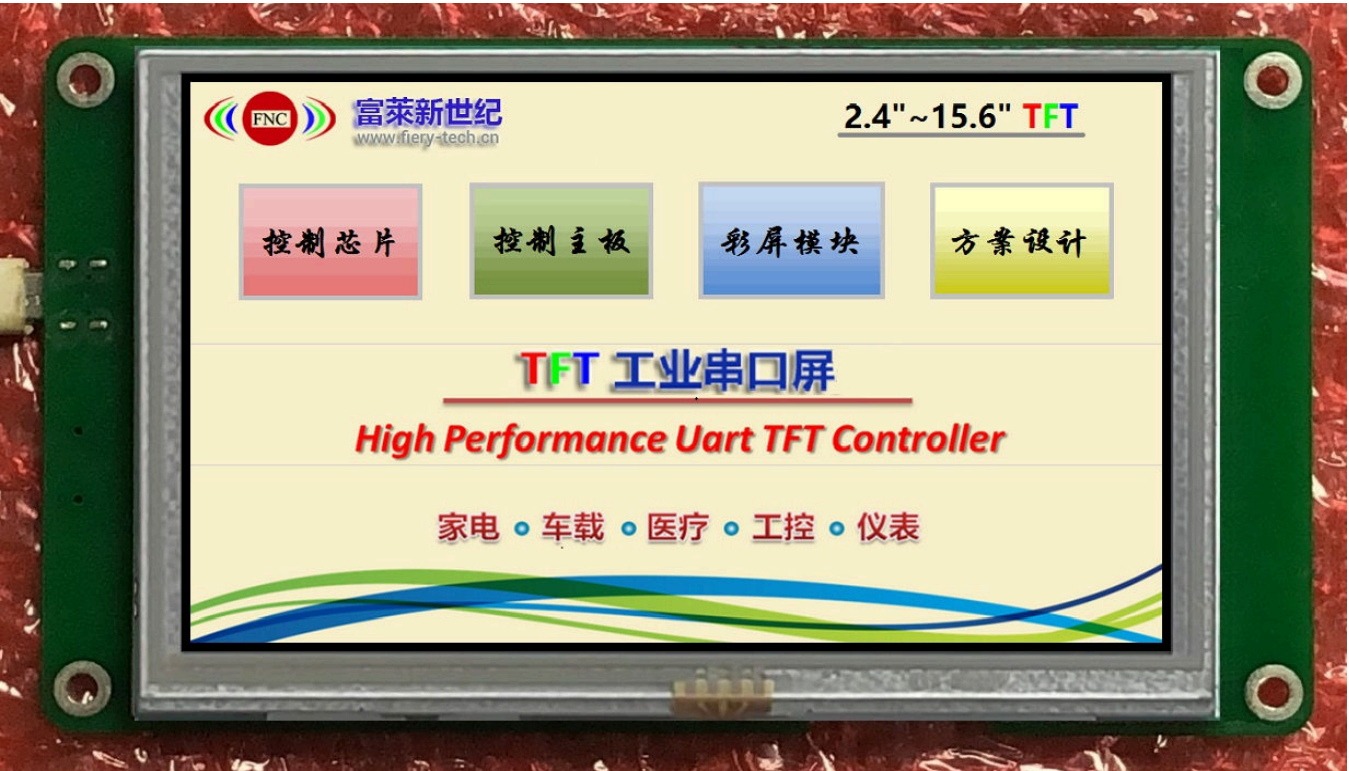 FNC
富莱新世纪
www.fiery-tech.cn
2.4"~15.6" TFT
控制芯片
控制主板
彩屏模块
方案设计
TFT 工业串口屏
High Performance Uart TFT Controller
家电 车载 医疗 工控 仪表